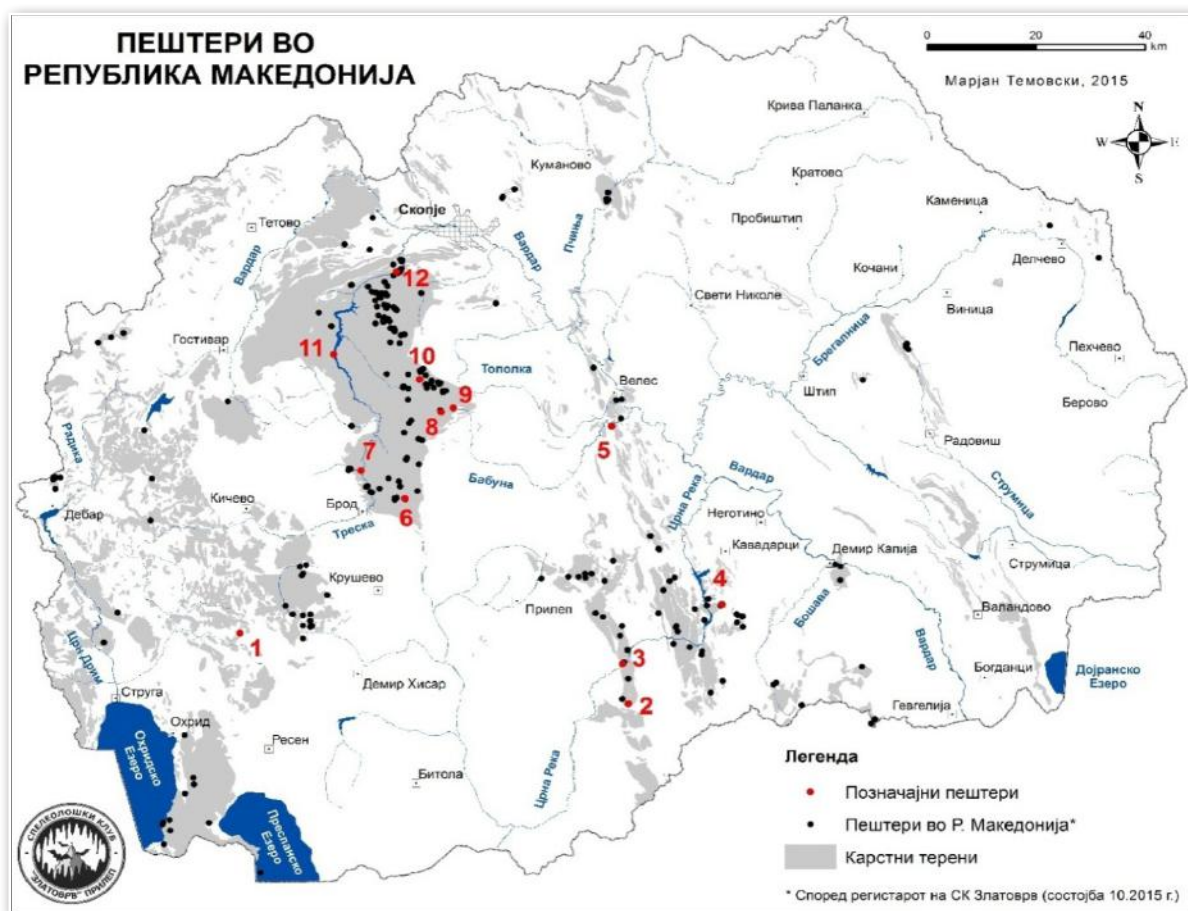 ПЕШТЕРИ ВО
РЕПУБЛИКА МАКЕДОНИЈА
0 20 40
km
Марјан Темовски, 2015
N
W E
S
Крива Паланка
Куманово
Кратово
Скопје
Пчиња
Пробиштип
Каменица
Тетово
Вардар
Вардар
Делчево
Кочани
12
Свети Николе
Виница
Гостивар
11
10
Тополка
Брегалница
Пехчево
9
Велес
Штип
8
Берово
Радика
5
Радовиш
7
Бабуна
Вардар
Кичево
Црна Река
Струмица
Дебар
Брод
6
Треска
Неготино
Кавадарци
Демир Капија
Крушево
4
Струмица
Прилеп
Бошава
Валандово
1
Црн Дрим
3
Вардар
Богданци
Дојранско
Езеро
Струга
Демир Хисар
2
Гевгелија
Охрид
Ресен
Охридско
Езеро
Битола
Црна Река
Преспанско
Езеро
Легенда
Позначајни пештери
Пештери во Р. Македонија*
Карстни терени
* Според регистарот на СК Златоврв (состојба 10.2015 г.)
СПЕЛЕОЛОШКИ КЛУБ
"ЗЛАТОВРВ" ПРИЛЕП